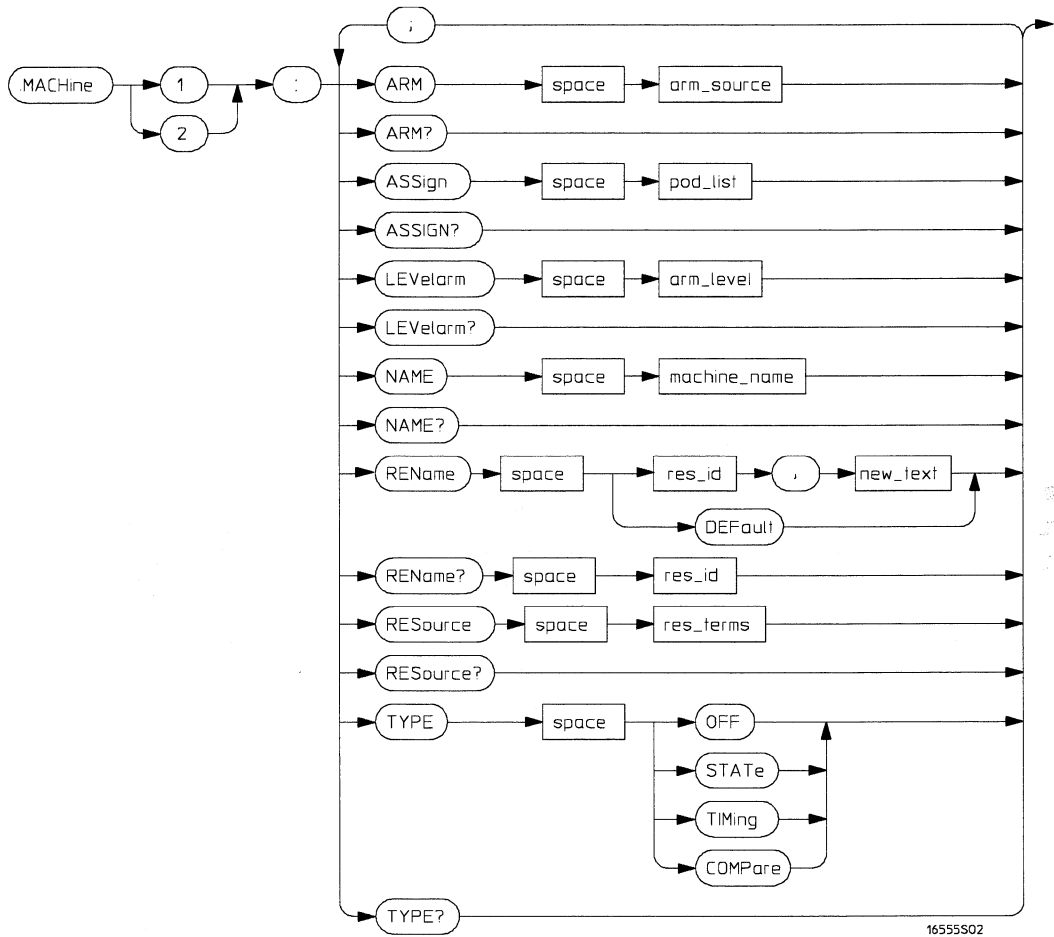 ;
:MACHine 1 :
2
ARM space arm_source
ARM?
ASSign space pod_list
ASSIGN?
LEVelarm space arm_level
LEVelarm?
NAME space machine_name
NAME?
REName space res_id , new_text
DEFault
REName? space res_id
RESource space res_terms
RESource?
TYPE space OFF
STATe
TIMing
COMPare
TYPE?
16555S02